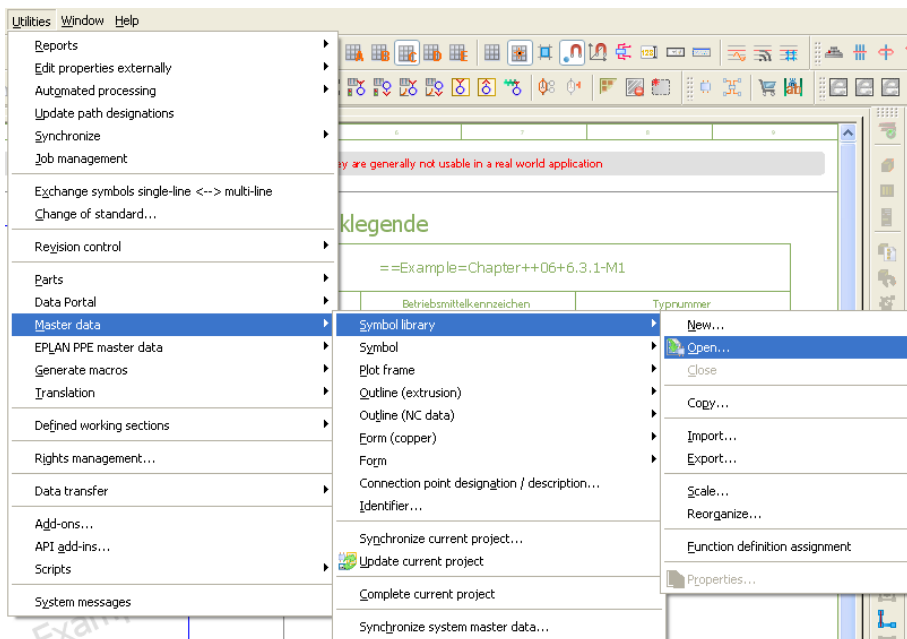 Utilities Window Help
Reports
Edit properties externally
Automated processing
Update path designations
Synchronize
Job management
Exchange symbols single-line <--> multi-line
Change of standard...
Revision control
Parts
Data Portal
Master data
EPLAN PPE master data
Generate macros
Translation
Defined working sections
Rights management...
Data transfer
Add-ons...
API add-ins...
Scripts
System messages
ey are generally not usable in a real world application
klegende
==Example=Chapter++06+6.3.1-M1
Betriebsmittelkennzeichen Typnummer
Symbol library
Symbol
Plot frame
Outline (extrusion)
Outline (NC data)
Form (copper)
Form
Connection point designation / description...
Identifier...
Synchronize current project...
Update current project
Complete current project
Synchronize system master data...
New...
Open...
Close
Copy...
Import...
Export...
Scale...
Reorganize...
Function definition assignment
Properties...
Exam